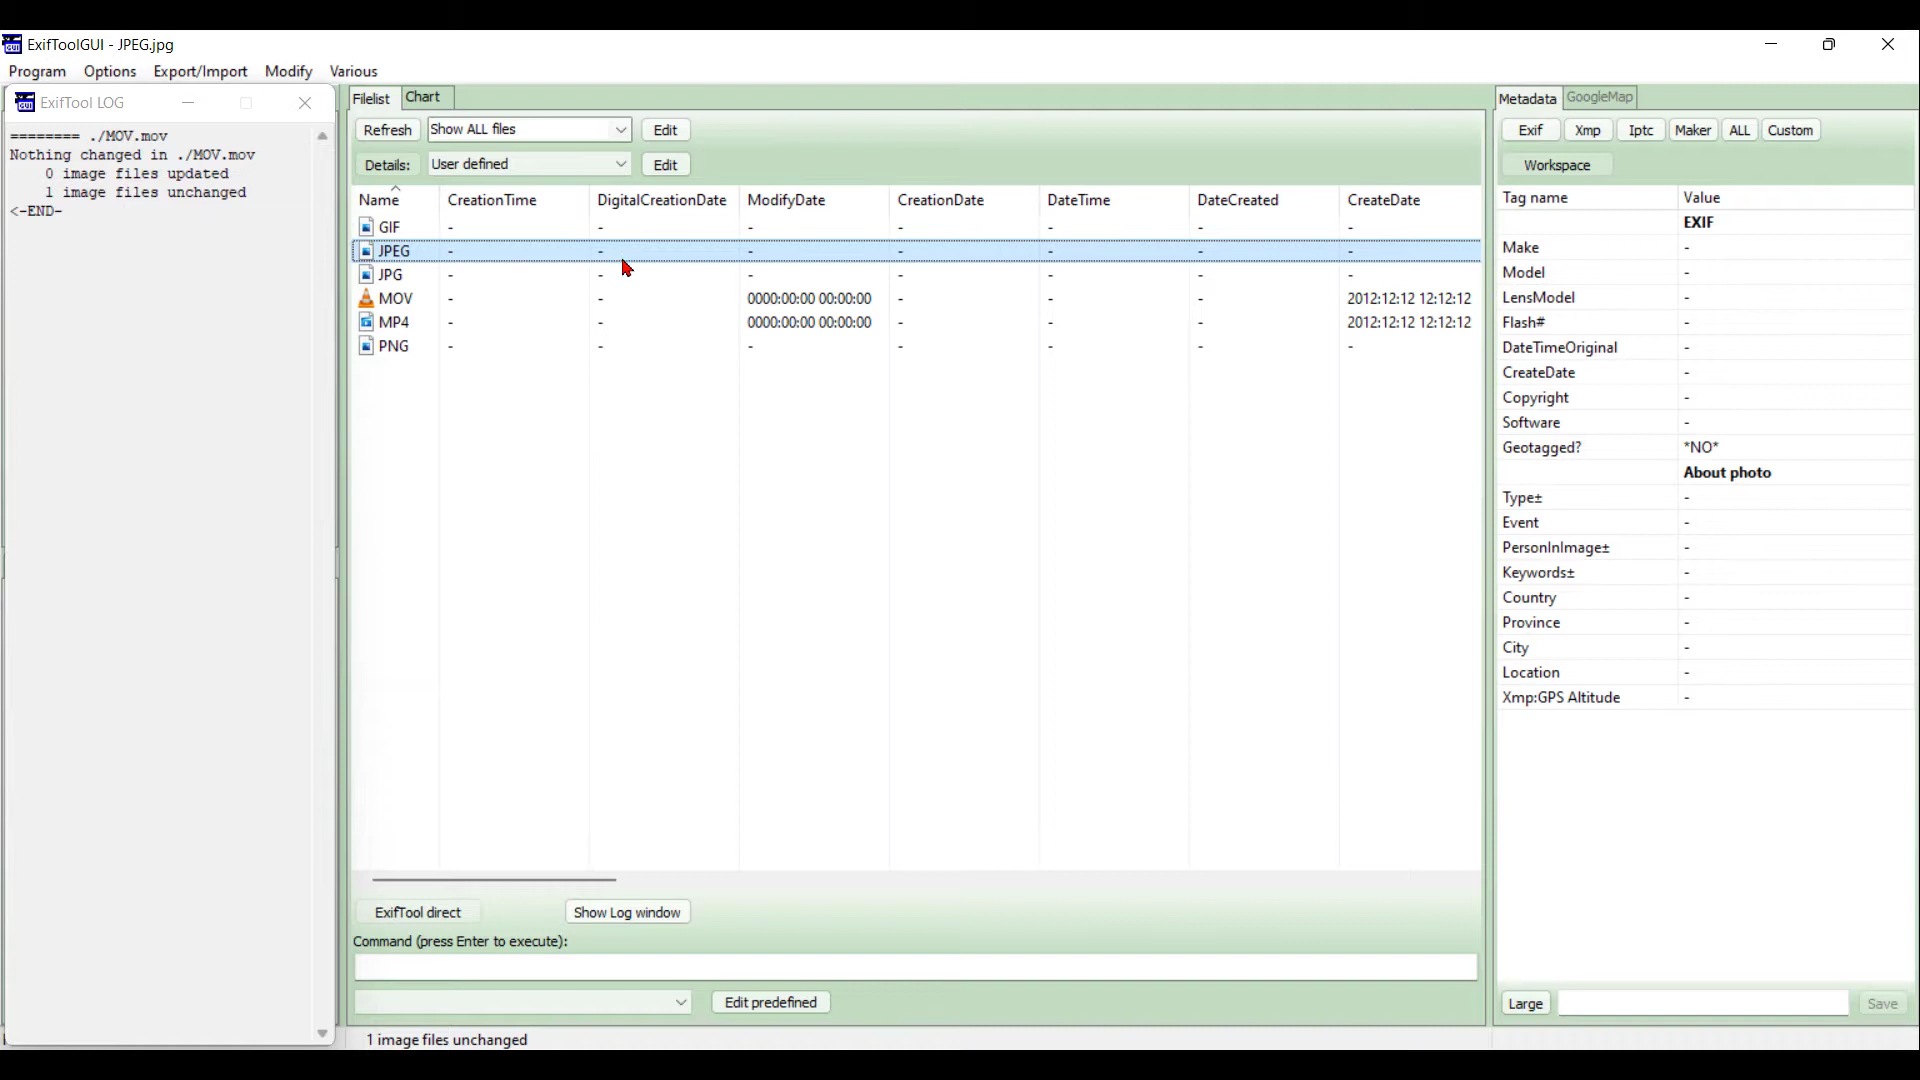 ExifToolGUI - JPEG.jpg
Program Options Export/Import Modify Various
ExifTool LOG
======== ./MOV.mov
Nothing changed in ./MOV.mov
0 image files updated
1 image files unchanged
<-END-
Filelist Chart
Refresh Show ALL files Edit
Details: User defined Edit
Name CreationTime DigitalCreationDate ModifyDate CreationDate DateTime DateCreated CreateDate
GIF - - - - - - -
JPEG - - - - - - -
JPG - - - - - - -
MOV - - 0000:00:00 00:00:00 - - - 2012:12:12 12:12:12
MP4 - - 0000:00:00 00:00:00 - - - 2012:12:12 12:12:12
PNG - - - - - - -
ExifTool direct Show Log window
Command (press Enter to execute):
Edit predefined
1 image files unchanged
Metadata GoogleMap
Exif Xmp Iptc Maker ALL Custom
Workspace
Tag name Value
EXIF
Make -
Model -
LensModel -
Flash# -
DateTimeOriginal -
CreateDate -
Copyright -
Software -
Geotagged? *NO*
About photo
Type± -
Event -
PersonInImage± -
Keywords± -
Country -
Province -
City -
Location -
Xmp:GPS Altitude -
Large Save